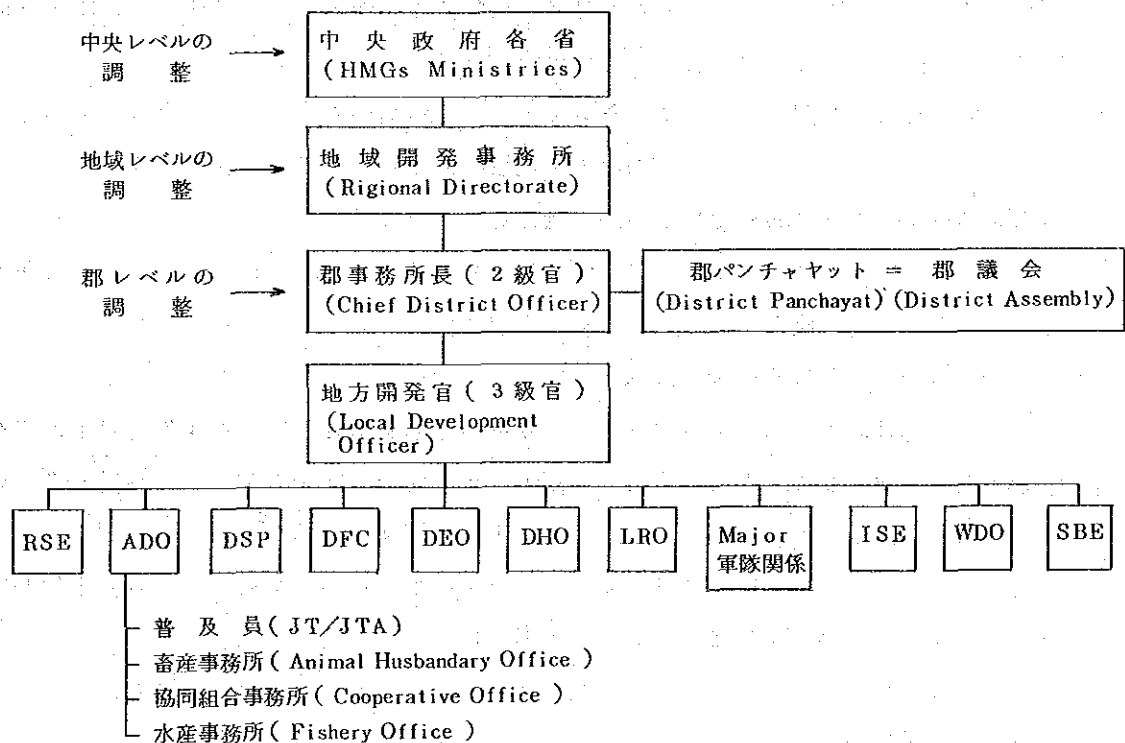 中央レベルの
調整
中央政府各省
(HMGs Ministries)
地域レベルの
調整
地域開発事務所
(Rigional Directorate)
郡レベルの
調整
郡事務所長(2級官)
(Chief District Officer)
郡パンチャヤット = 郡議会
(District Panchayat) (District Assembly)
地方開発官(3級官)
(Local Development
Officer)
RSE ADO DSP DFC DEO DHO LRO Major ISE WDO SBE
軍隊関係
普及員(JT/JTA)
畜産事務所(Animal Husbandary Office)
協同組合事務所(Cooperative Office)
水産事務所(Fishery Office)